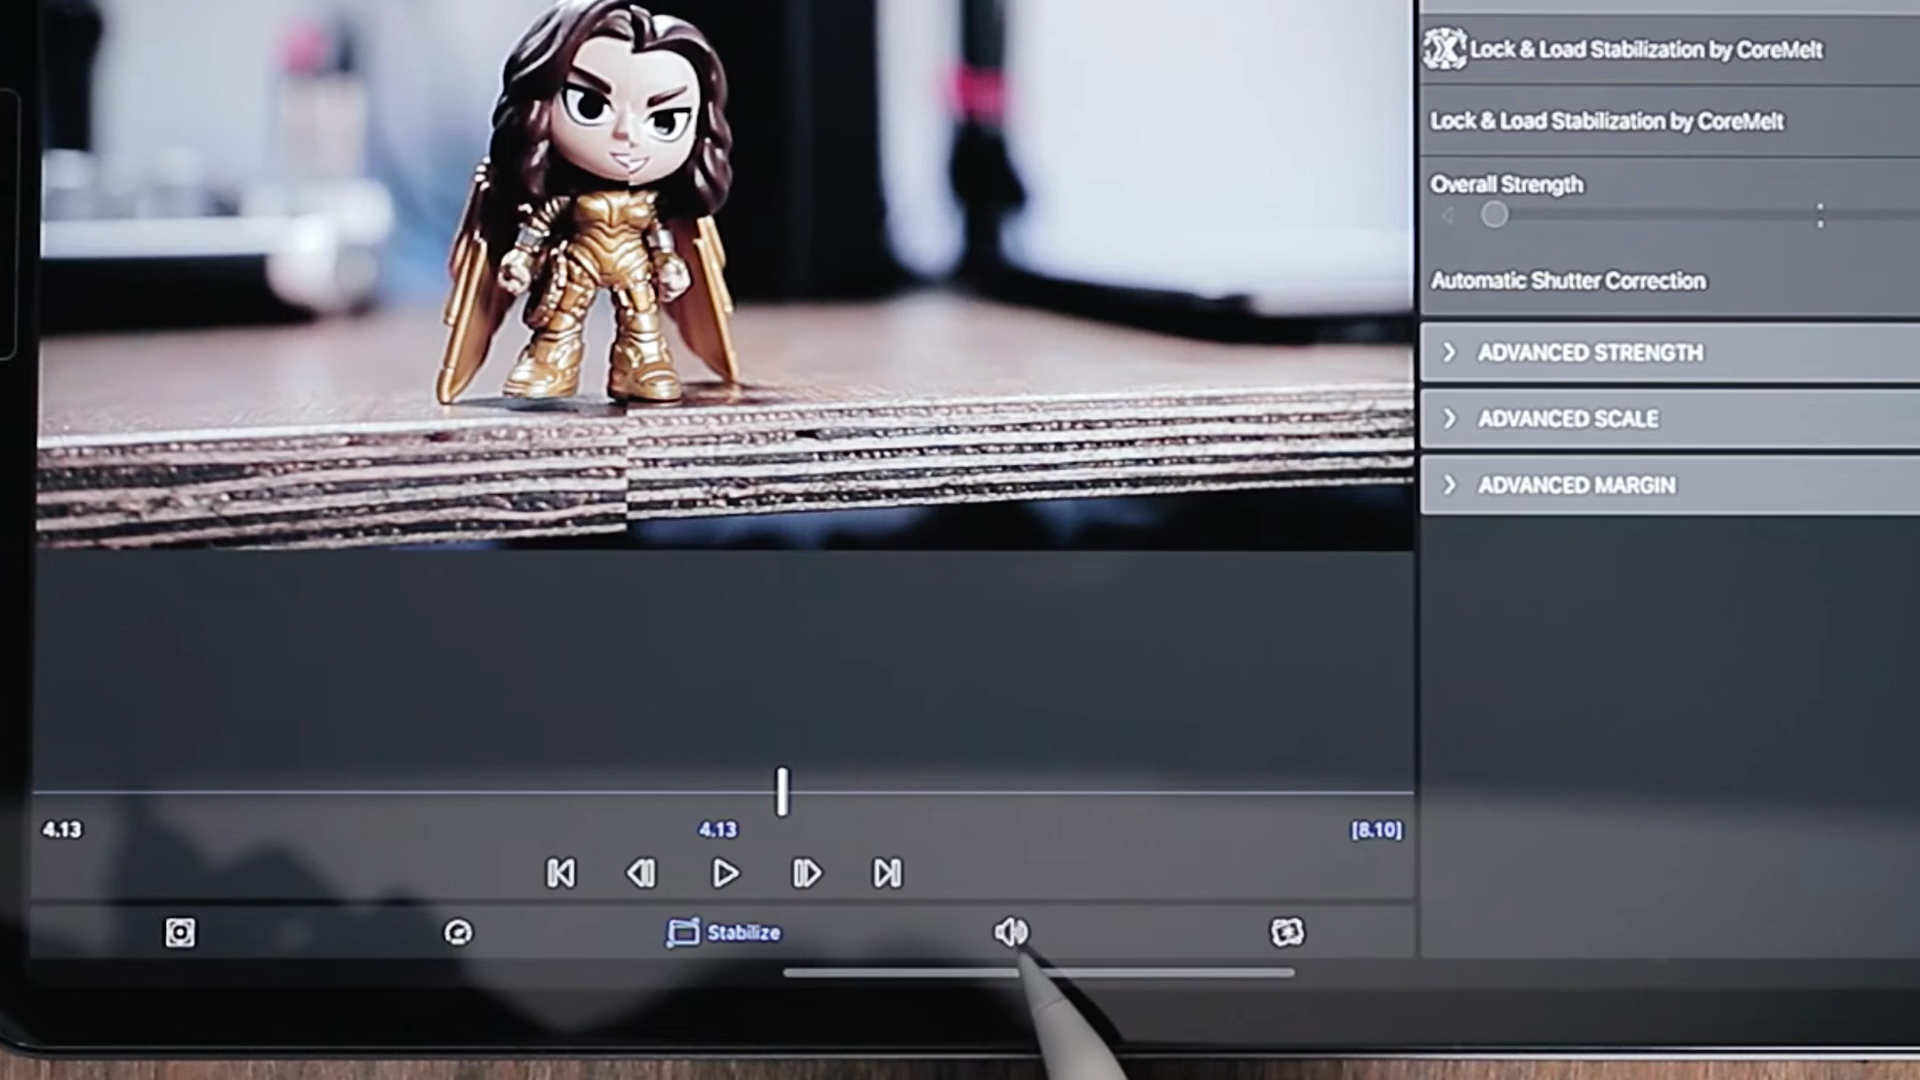 Lock & Load Stabilization by CoreMelt
Lock & Load Stabilization by CoreMelt
Overall Strength
Automatic Shutter Correction
ADVANCED STRENGTH
ADVANCED SCALE
ADVANCED MARGIN
4.13
4.13
[8.10]
Stabilize